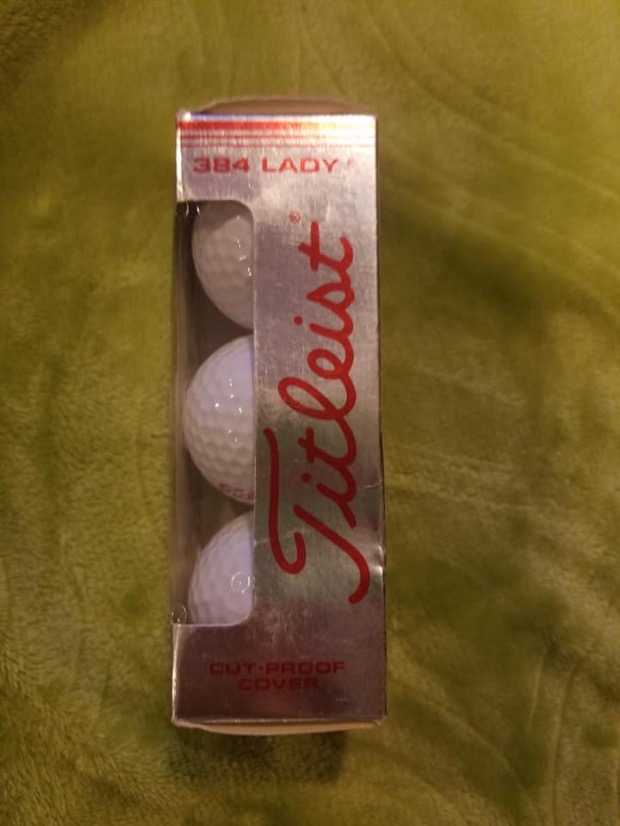 384 LADY
Titleist®
CUT-PROOF
COVER